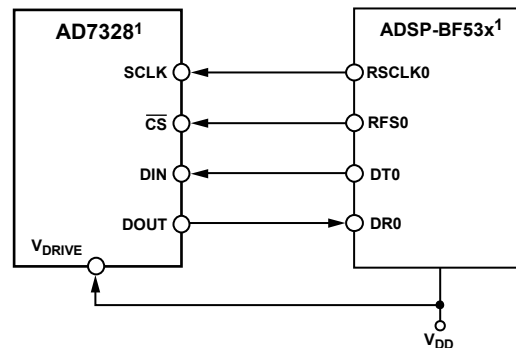 AD7328¹
ADSP-BF53x¹
SCLK
RSCLK0
CS
RFS0
DIN
DT0
DOUT
DR0
VDRIVE
VDD